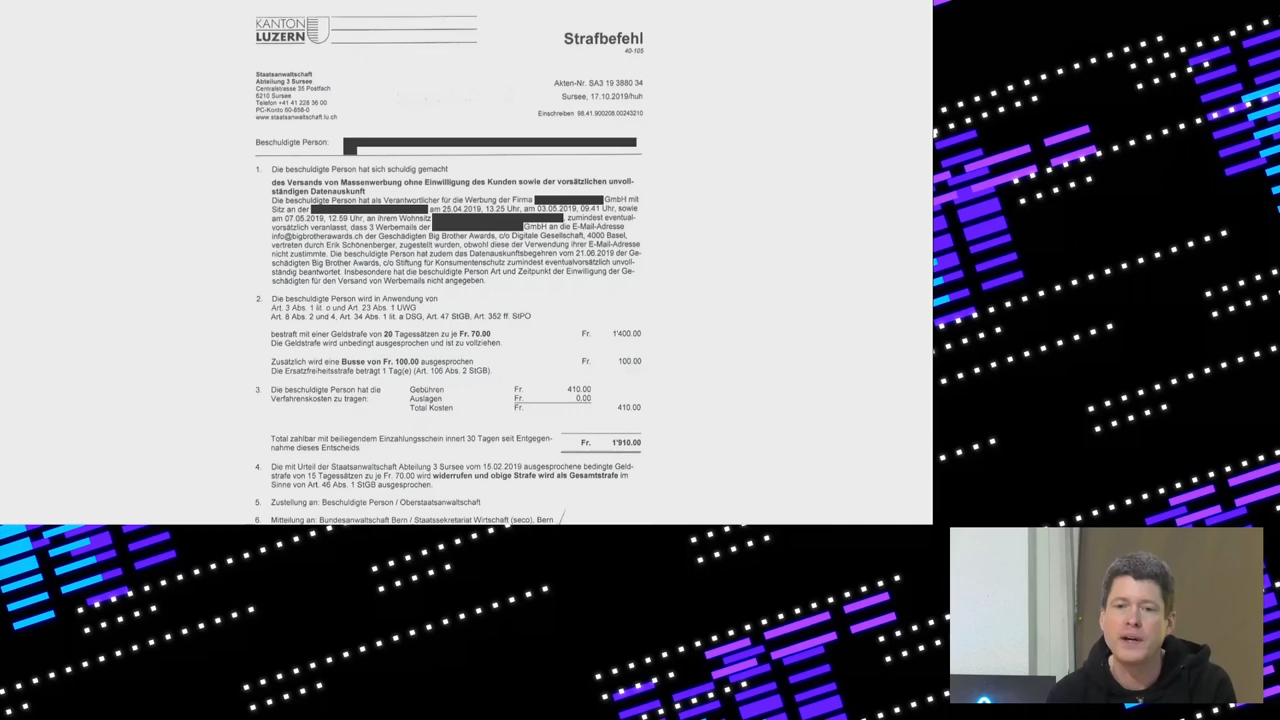 KANTON
LUZERN
Strafbefehl
40-105
Staatsanwaltschaft
Abteilung 3 Sursee
Centralstrasse 35 Postfach
6210 Sursee
Telefon +41 41 228 36 00
PC-Konto 60-858-0
www.staatsanwaltschaft.lu.ch
Akten-Nr. SA3 19 3880 34
Sursee, 17.10.2019/huh
Einschreiben 98.41.900208.00243210
Beschuldigte Person:
1. Die beschuldigte Person hat sich schuldig gemacht
des Versands von Massenwerbung ohne Einwilligung des Kunden sowie der vorsätzlichen unvoll-
ständigen Datenauskunft
Die beschuldigte Person hat als Verantwortlicher für die Werbung der Firma GmbH mit
Sitz an der am 25.04.2019, 13.25 Uhr, am 03.05.2019, 09.41 Uhr, sowie
am 07.05.2019, 12.59 Uhr, an ihrem Wohnsitz , zumindest eventual-
vorsätzlich veranlasst, dass 3 Werbemails der GmbH an die E-Mail-Adresse
info@bigbrotherawards.ch der Geschädigten Big Brother Awards, c/o Digitale Gesellschaft, 4000 Basel,
vertreten durch Erik Schönenberger, zugestellt wurden, obwohl diese der Verwendung ihrer E-Mail-Adresse
nicht zustimmte. Die beschuldigte Person hat zudem das Datenauskunftsbegehren vom 21.06.2019 der Ge-
schädigten Big Brother Awards, c/o Stiftung für Konsumentenschutz zumindest eventualvorsätzlich unvoll-
ständig beantwortet. Insbesondere hat die beschuldigte Person Art und Zeitpunkt der Einwilligung der Ge-
schädigten für den Versand von Werbemails nicht angegeben.
2. Die beschuldigte Person wird in Anwendung von
Art. 3 Abs. 1 lit. o und Art. 23 Abs. 1 UWG
Art. 8 Abs. 2 und 4, Art. 34 Abs. 1 lit. a DSG, Art. 47 StGB, Art. 352 ff. StPO
bestraft mit einer Geldstrafe von 20 Tagessätzen zu je Fr. 70.00 Fr. 1'400.00
Die Geldstrafe wird unbedingt ausgesprochen und ist zu vollziehen.
Zusätzlich wird eine Busse von Fr. 100.00 ausgesprochen Fr. 100.00
Die Ersatzfreiheitsstrafe beträgt 1 Tag(e) (Art. 106 Abs. 2 StGB).
3. Die beschuldigte Person hat die Gebühren Fr. 410.00
Verfahrenskosten zu tragen: Auslagen Fr. 0.00
Total Kosten Fr. 410.00
Total zahlbar mit beiliegendem Einzahlungsschein innert 30 Tagen seit Entgegen- Fr. 1'910.00
nahme dieses Entscheids
4. Die mit Urteil der Staatsanwaltschaft Abteilung 3 Sursee vom 15.02.2019 ausgesprochene bedingte Geld-
strafe von 15 Tagessätzen zu je Fr. 70.00 wird widerrufen und obige Strafe wird als Gesamtstrafe im
Sinne von Art. 46 Abs. 1 StGB ausgesprochen.
5. Zustellung an: Beschuldigte Person / Oberstaatsanwaltschaft
6. Mitteilung an: Bundesanwaltschaft Bern / Staatssekretariat Wirtschaft (seco), Bern